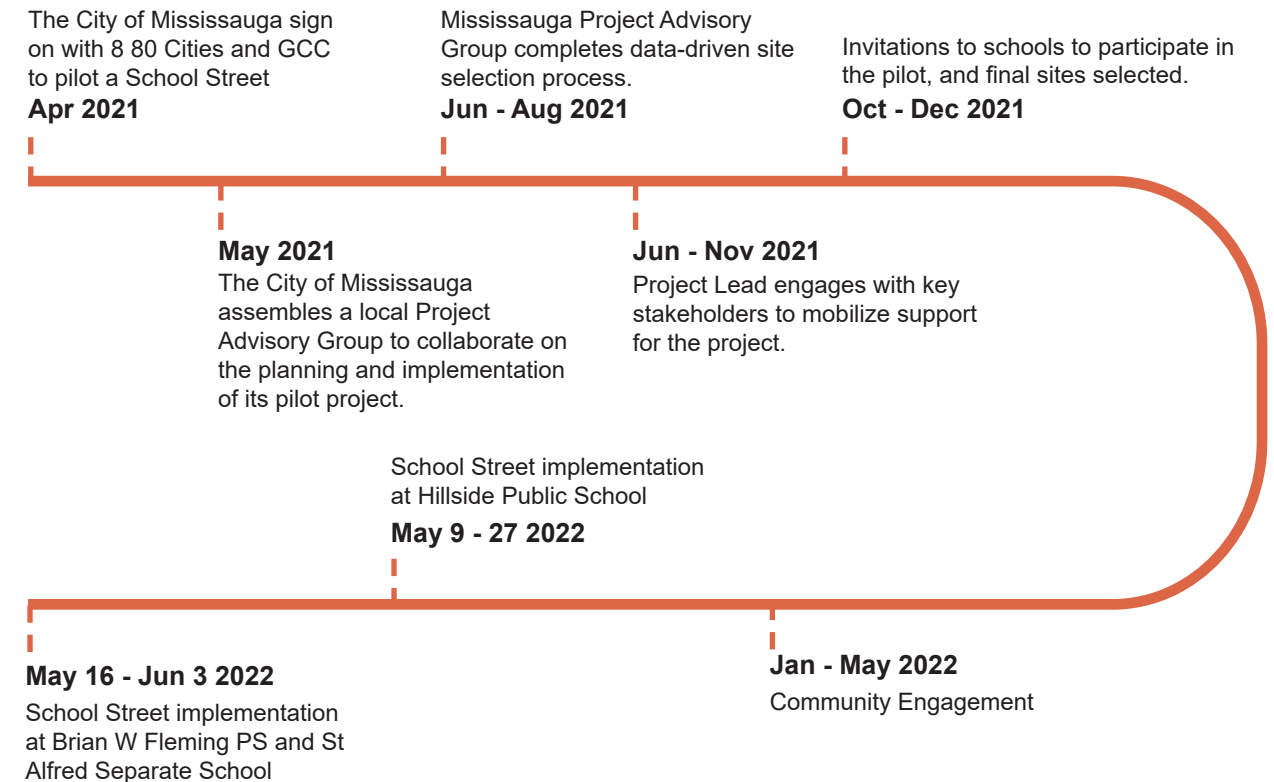 The City of Mississauga sign
on with 8 80 Cities and GCC
to pilot a School Street
Apr 2021
Mississauga Project Advisory
Group completes data-driven site
selection process.
Jun - Aug 2021
Invitations to schools to participate in
the pilot, and final sites selected.
Oct - Dec 2021
May 2021
The City of Mississauga
assembles a local Project
Advisory Group to collaborate on
the planning and implementation
of its pilot project.
Jun - Nov 2021
Project Lead engages with key
stakeholders to mobilize support
for the project.
School Street implementation
at Hillside Public School
May 9 - 27 2022
May 16 - Jun 3 2022
School Street implementation
at Brian W Fleming PS and St
Alfred Separate School
Jan - May 2022
Community Engagement